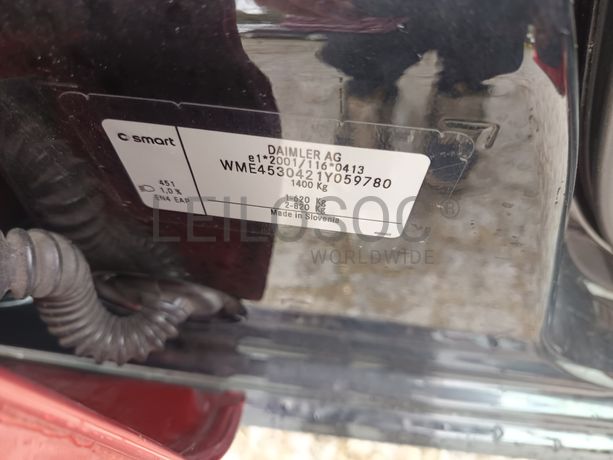 smart
DAIMLER AG
e1*2001/116*0413
WME4530421Y059780
1400 Kg
1-620 Kg
2-820 Kg
Made in Slovenia
451
1,0 %
LEILOSOC®
WORLDWIDE